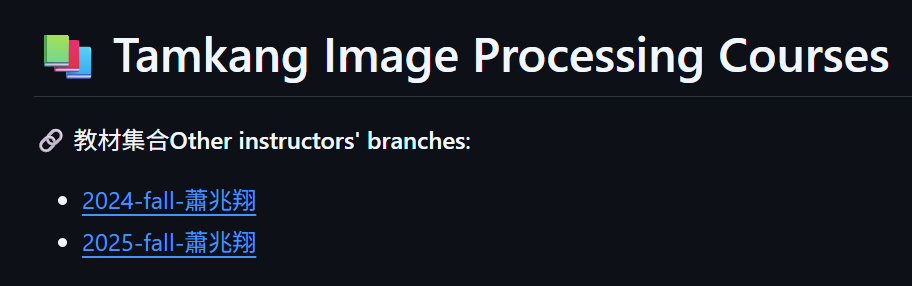 Tamkang Image Processing Courses
教材集合Other instructors' branches:
2024-fall-蕭兆翔
2025-fall-蕭兆翔